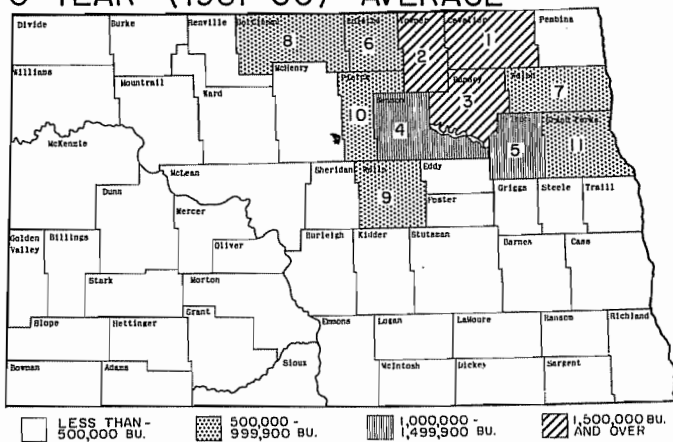 5 YEAR (1961-65) AVERAGE
Divide
Burke
Renville
Bottineau
8
Rolette
6
Towner
2
Cavalier
1
Pembina
Williams
Mountrail
Ward
McHenry
Pierce
10
Benson
4
Ramsey
3
Walsh
7
McKenzie
McLean
Sheridan
Wells
9
Eddy
Foster
Nelson
5
Grand Forks
11
Dunn
Mercer
Oliver
Griggs
Steele
Traill
Golden
Valley
Billings
Stark
Morton
Burleigh
Kidder
Stutsman
Barnes
Cass
Slope
Hettinger
Grant
Emmons
Logan
LaMoure
Ransom
Richland
Bowman
Adams
Sioux
McIntosh
Dickey
Sargent
LESS THAN-
500,000 BU.
500,000 -
999,900 BU.
1,000,000 -
1,499,900 BU.
1,500,000 BU.
AND OVER